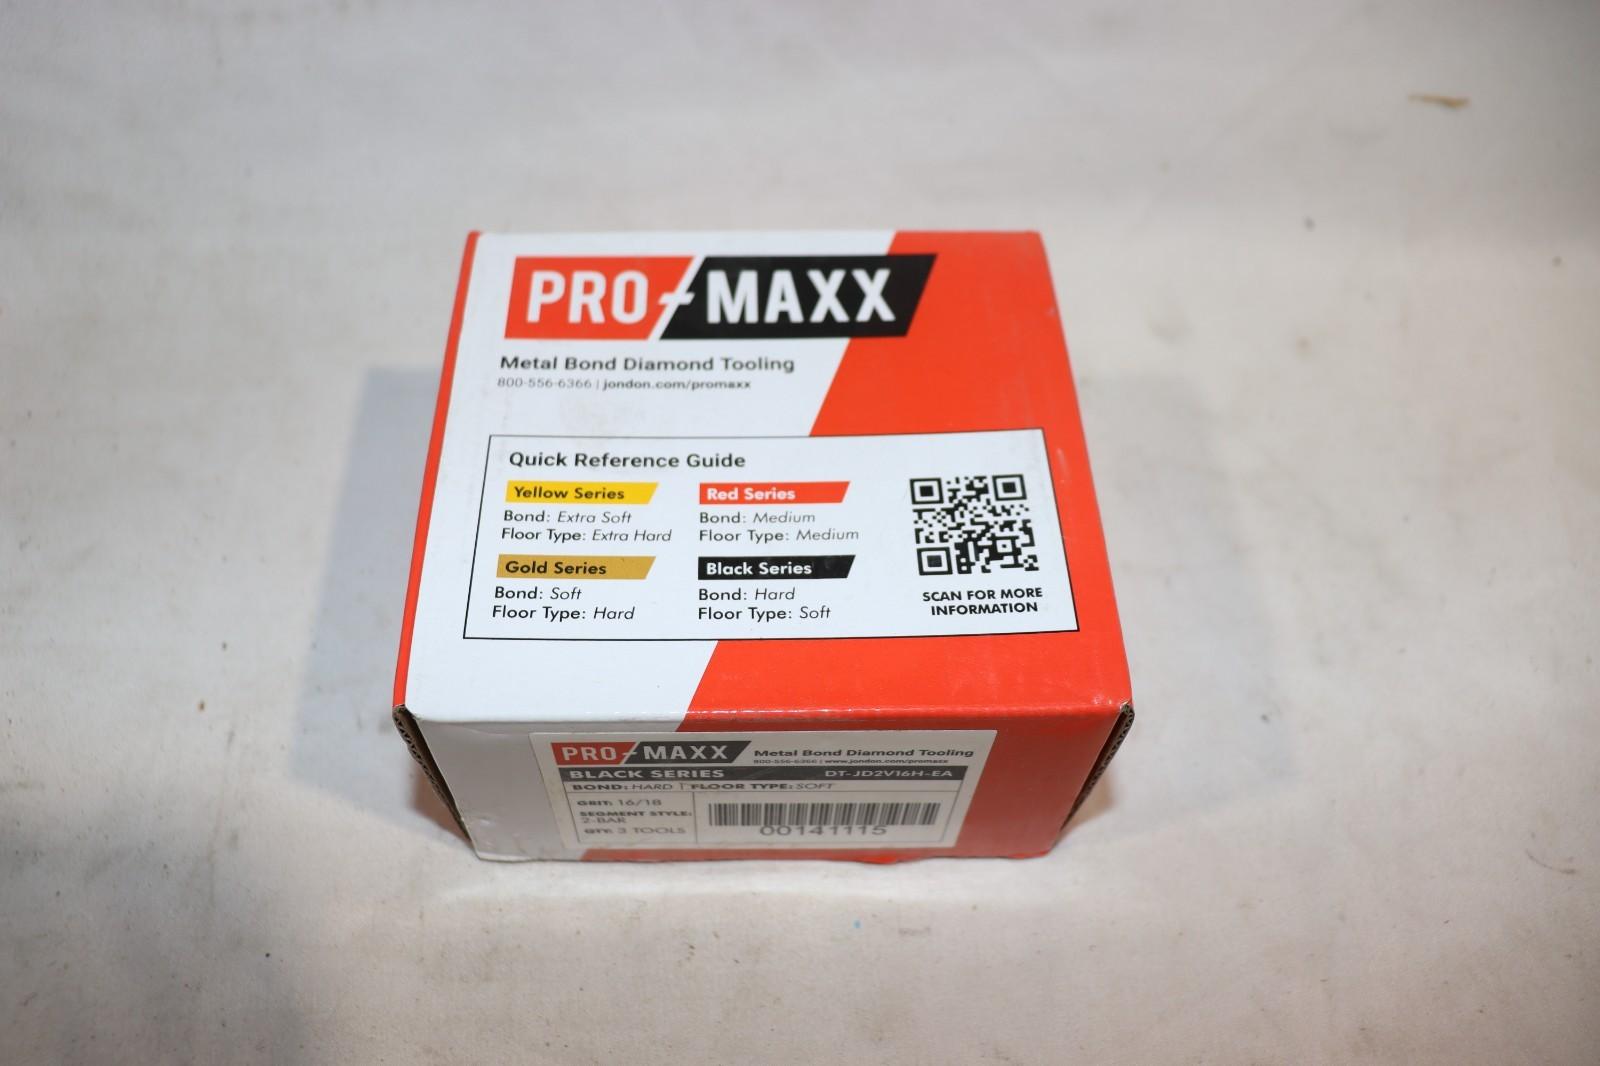 PRO-MAXX
Metal Bond Diamond Tooling
800-556-6366 | jondon.com/promaxx
Quick Reference Guide
Yellow Series
Bond: Extra Soft
Floor Type: Extra Hard
Red Series
Bond: Medium
Floor Type: Medium
Gold Series
Bond: Soft
Floor Type: Hard
Black Series
Bond: Hard
Floor Type: Soft
SCAN FOR MORE
INFORMATION
PRO-MAXX
Metal Bond Diamond Tooling
800-556-6366 | www.jondon.com/promaxx
BLACK SERIES DT-JD2V16H-EA
BOND: HARD | FLOOR TYPE: SOFT
GRIT: 16/18
SEGMENT STYLE:
2-BAR
QTY: 3 TOOLS
00141115